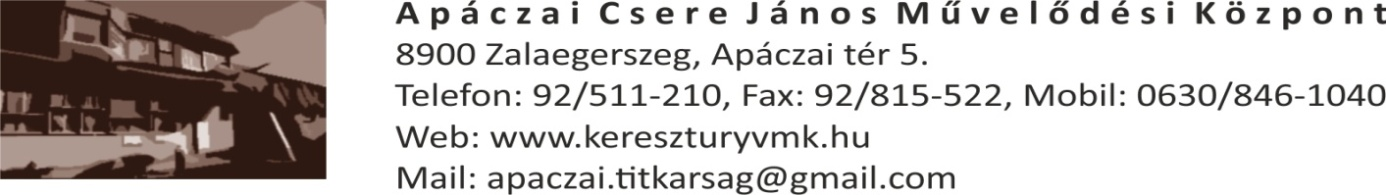 Apáczai Csere János Művelődési Központ
8900 Zalaegerszeg, Apáczai tér 5.
Telefon: 92/511-210, Fax: 92/815-522, Mobil: 0630/846-1040
Web: www.kereszturyvmk.hu
Mail: apaczai.titkarsag@gmail.com